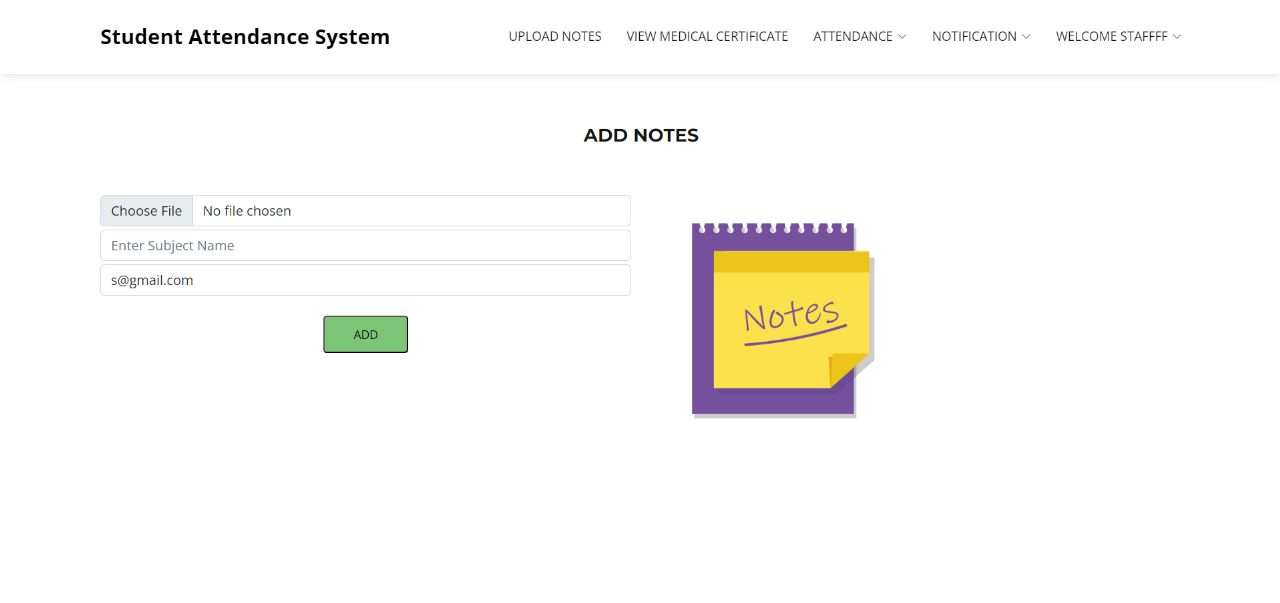 Student Attendance System
UPLOAD NOTES VIEW MEDICAL CERTIFICATE ATTENDANCE NOTIFICATION WELCOME STAFFFF
ADD NOTES
Choose File No file chosen
Enter Subject Name
s@gmail.com
ADD
Notes